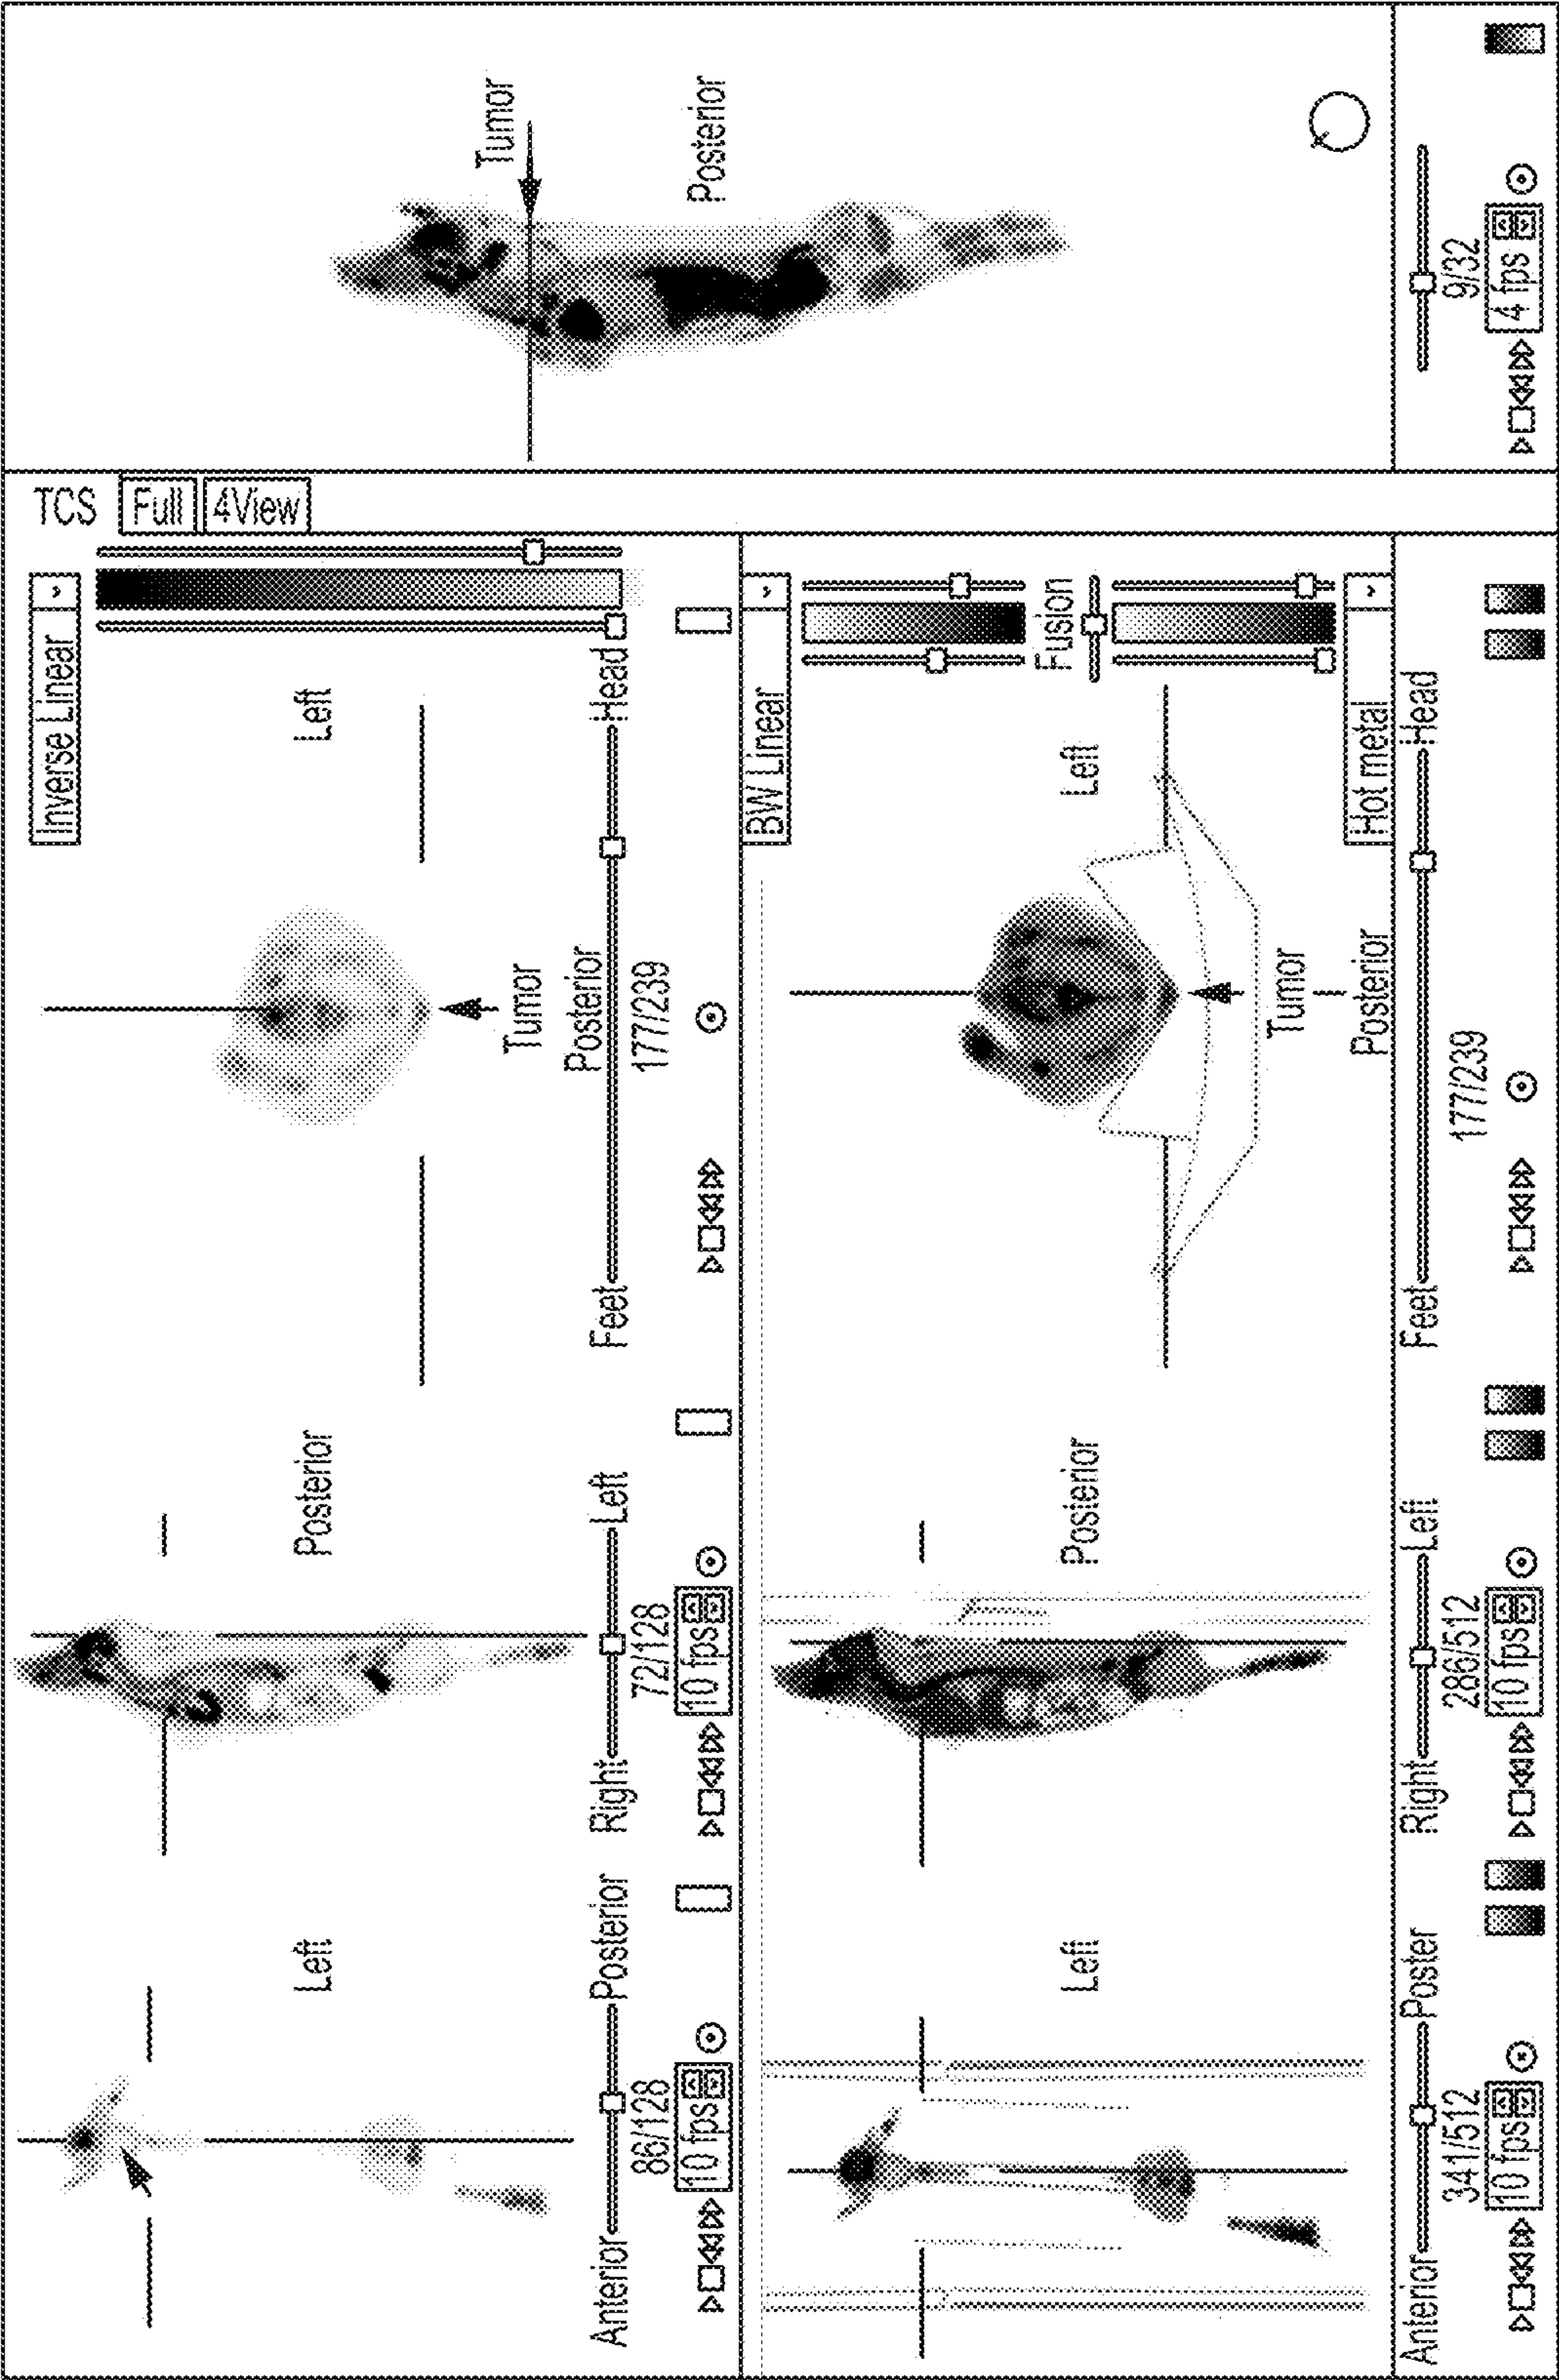 TCS
Full
4View
Inverse Linear
Left
Posterior
Left
Tumor
Posterior
Anterior
Posterior
Right
Left
Feet
Head
86/128
72/128
177/239
10 fps
10 fps
BW Linear
Fusion
Left
Posterior
Left
Tumor
Posterior
Hot metal
Anterior
Poster
Right
Left
Feet
Head
341/512
286/512
177/239
10 fps
10 fps
Tumor
Posterior
9/32
4 fps